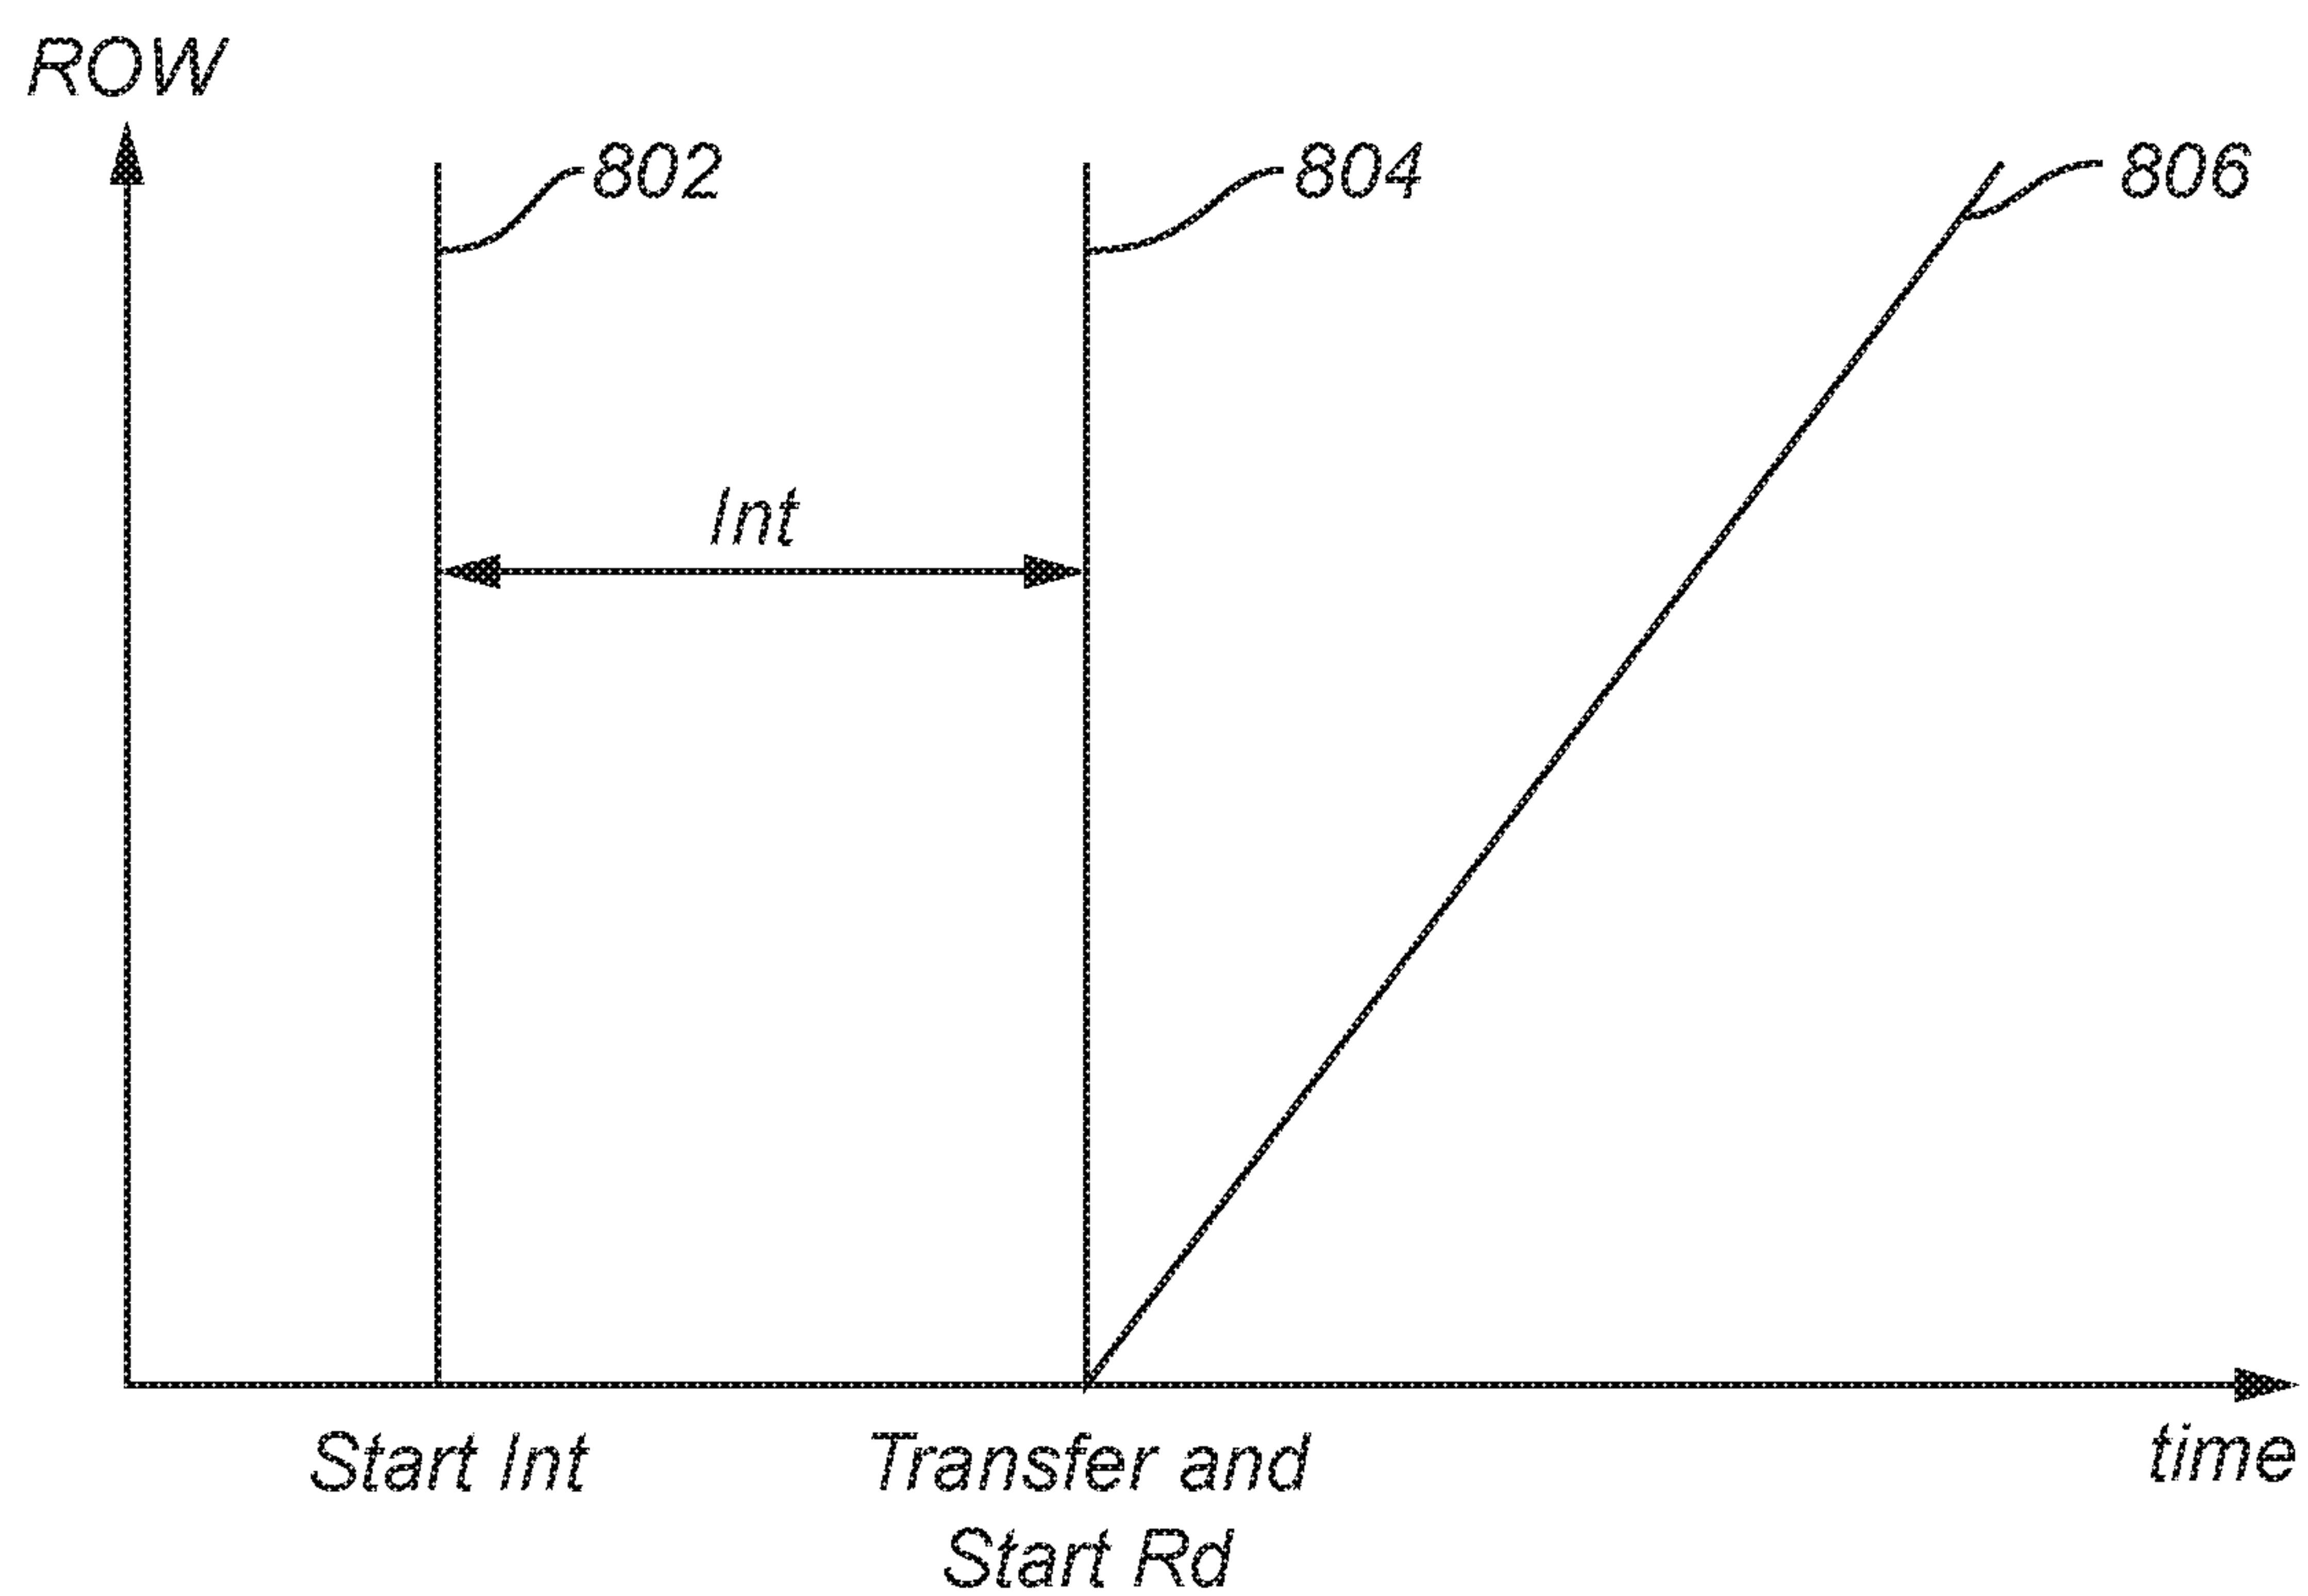 ROW
802
804
806
Int
Start Int
Transfer and
Start Rd
time